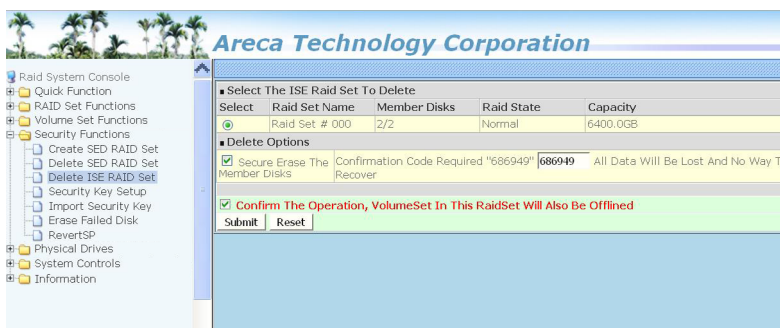 Areca Technology Corporation
Raid System Console
Quick Function
RAID Set Functions
Volume Set Functions
Security Functions
Create SED RAID Set
Delete SED RAID Set
Delete ISE RAID Set
Security Key Setup
Import Security Key
Erase Failed Disk
RevertSP
Physical Drives
System Controls
Information
Select The ISE Raid Set To Delete
Select Raid Set Name Member Disks Raid State Capacity
Raid Set # 000 2/2 Normal 6400.0GB
Delete Options
Secure Erase The Member Disks
Confirmation Code Required "686949" 686949 All Data Will Be Lost And No Way T
Recover
Confirm The Operation, VolumeSet In This RaidSet Will Also Be Offlined
Submit Reset